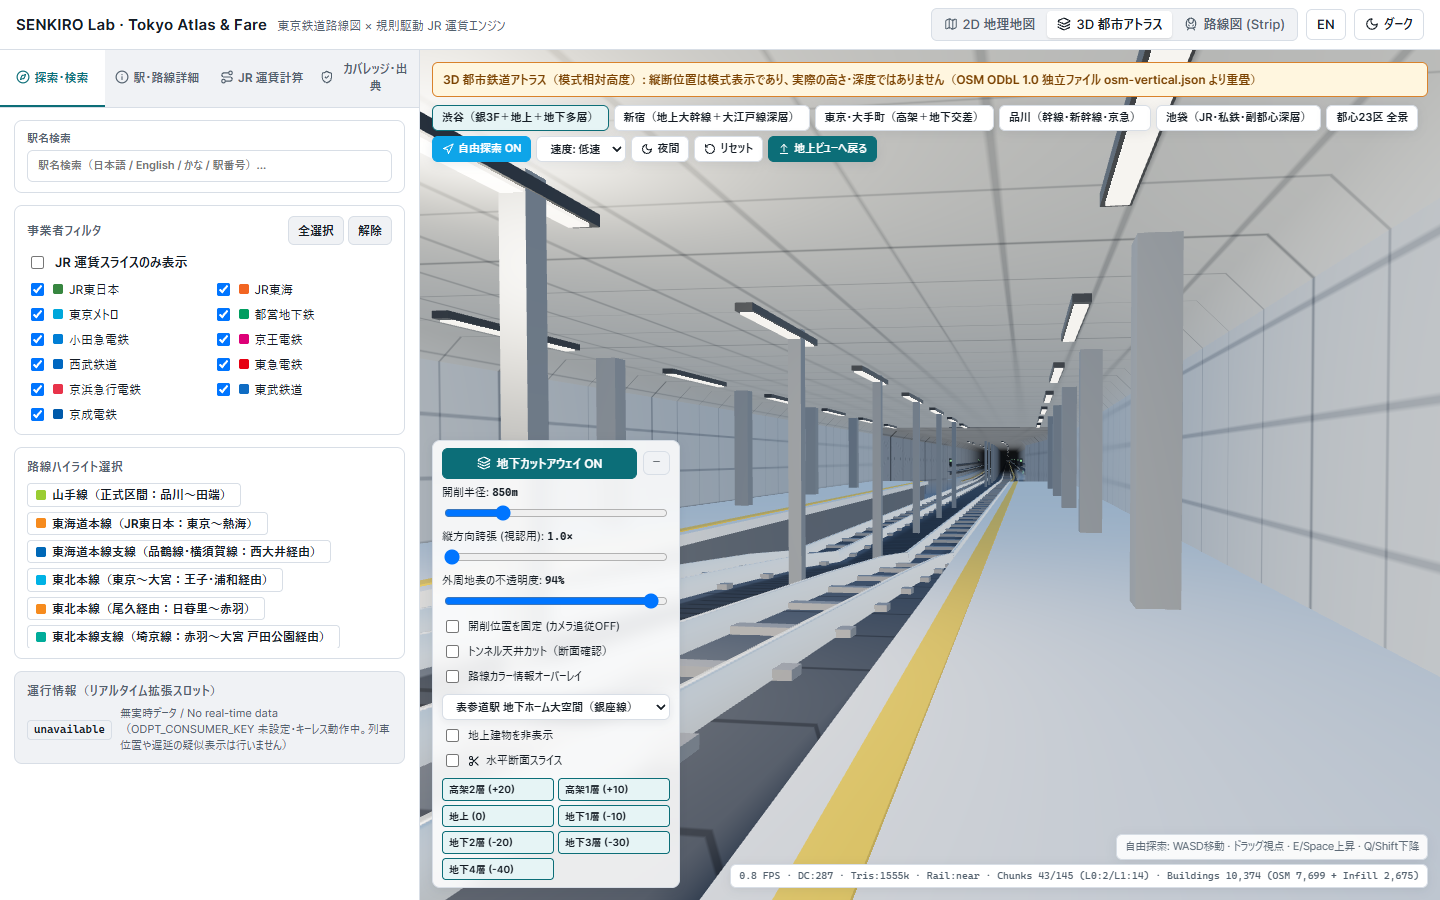 SENKIRO Lab · Tokyo Atlas & Fare
東京鉄道路線図 × 規則駆動 JR 運賃エンジン
2D 地理地図
3D 都市アトラス
路線図 (Strip)
EN
ダーク
探索・検索
駅・路線詳細
JR 運賃計算
カバレッジ・出典
駅名検索
駅名検索（日本語 / English / かな / 駅番号）...
事業者フィルタ
全選択
解除
JR 運賃スライスのみ表示
JR東日本
JR東海
東京メトロ
都営地下鉄
小田急電鉄
京王電鉄
西武鉄道
東急電鉄
京浜急行電鉄
東武鉄道
京成電鉄
路線ハイライト選択
山手線（正式区間：品川〜田端）
東海道本線（JR東日本：東京〜熱海）
東海道本線支線（品鶴線・横須賀線：西大井経由）
東北本線（東京〜大宮：王子・浦和経由）
東北本線（尾久経由：日暮里〜赤羽）
東北本線支線（埼京線：赤羽〜大宮 戸田公園経由）
運行情報（リアルタイム拡張スロット）
unavailable
無実時データ / No real-time data
（ODPT_CONSUMER_KEY 未設定・キーレス動作中。列車
位置や遅延の疑似表示は行いません）
3D 都市鉄道アトラス（模式相対高度）: 縦断位置は模式表示であり、実際の高さ・深度ではありません（OSM ODbL 1.0 独立ファイル osm-vertical.json より重畳）
渋谷（銀3F＋地上＋地下多層）
新宿（地上大幹線＋大江戸線深層）
東京・大手町（高架＋地下交差）
品川（幹線・新幹線・京急）
池袋（JR・私鉄・副都心深層）
都心23区 全景
自由探索 ON
速度: 低速
夜間
リセット
地上ビューへ戻る
地下カットアウェイ ON
−
開削半径: 850m
縦方向誇張 (視認用): 1.0×
外周地表の不透明度: 94%
開削位置を固定 (カメラ追従OFF)
トンネル天井カット（断面確認）
路線カラー情報オーバーレイ
表参道駅 地下ホーム大空間（銀座線）
地上建物を非表示
水平断面スライス
高架2層 (+20)
高架1層 (+10)
地上 (0)
地下1層 (-10)
地下2層 (-20)
地下3層 (-30)
地下4層 (-40)
自由探索: WASD移動 · ドラッグ視点 · E/Space上昇 · Q/Shift下降
0.8 FPS · DC:287 · Tris:1555k · Rail:near · Chunks 43/145 (L0:2/L1:14) · Buildings 10,374 (OSM 7,699 + Infill 2,675)